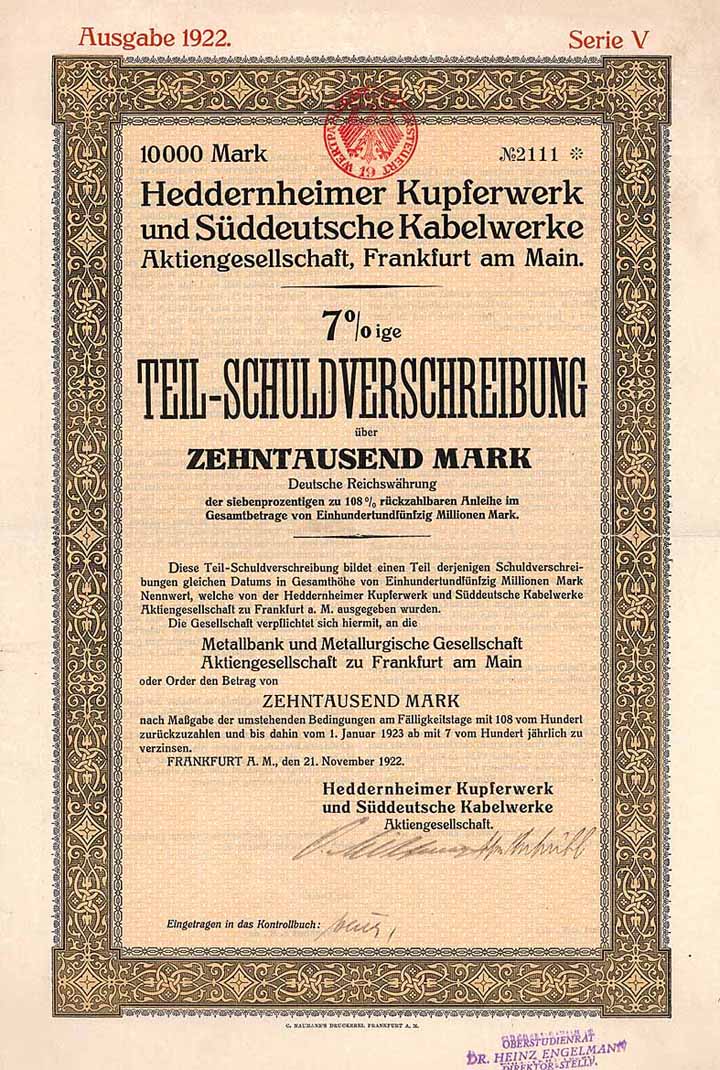 Ausgabe 1922.
Serie V
10000 Mark
№2111 *
Heddernheimer Kupferwerk
und Süddeutsche Kabelwerke
Aktiengesellschaft, Frankfurt am Main.
7% ige
TEIL-SCHULDVERSCHREIBUNG
über
ZEHNTAUSEND MARK
Deutsche Reichswährung
der siebenprozentigen zu 108% rückzahlbaren Anleihe im
Gesamtbetrage von Einhundertundfünfzig Millionen Mark.
Diese Teil-Schuldverschreibung bildet einen Teil derjenigen Schuldverschrei-
bungen gleichen Datums in Gesamthöhe von Einhundertundfünfzig Millionen Mark
Nennwert, welche von der Heddernheimer Kupferwerk und Süddeutsche Kabelwerke
Aktiengesellschaft zu Frankfurt a. M. ausgegeben wurden.
Die Gesellschaft verpflichtet sich hiermit, an die
Metallbank und Metallurgische Gesellschaft
Aktiengesellschaft zu Frankfurt am Main
oder Order den Betrag von
ZEHNTAUSEND MARK
nach Maßgabe der umstehenden Bedingungen am Fälligkeitstage mit 108 vom Hundert
zurückzuzahlen und bis dahin vom 1. Januar 1923 ab mit 7 vom Hundert jährlich zu
verzinsen.
FRANKFURT A. M., den 21. November 1922.
Heddernheimer Kupferwerk
und Süddeutsche Kabelwerke
Aktiengesellschaft.
Eingetragen in das Kontrollbuch:
C. NAUMANN'S DRUCKEREI, FRANKFURT A. M.
OBERSTUDIENRAT
DR. HEINZ ENGELMANN
DIREKTOR-STELLV.